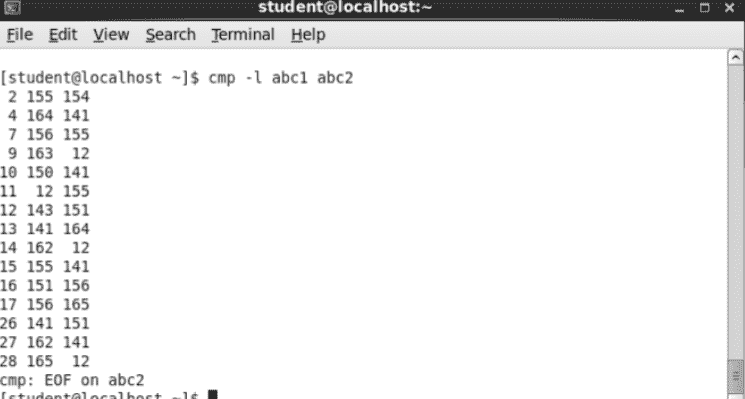 student@localhost:~
File Edit View Search Terminal Help
[student@localhost ~]$ cmp -l abc1 abc2
2 155 154
4 164 141
7 156 155
9 163 12
10 150 141
11 12 155
12 143 151
13 141 164
14 162 12
15 155 141
16 151 156
17 156 165
26 141 151
27 162 141
28 165 12
cmp: EOF on abc2
[student@localhost ~]$